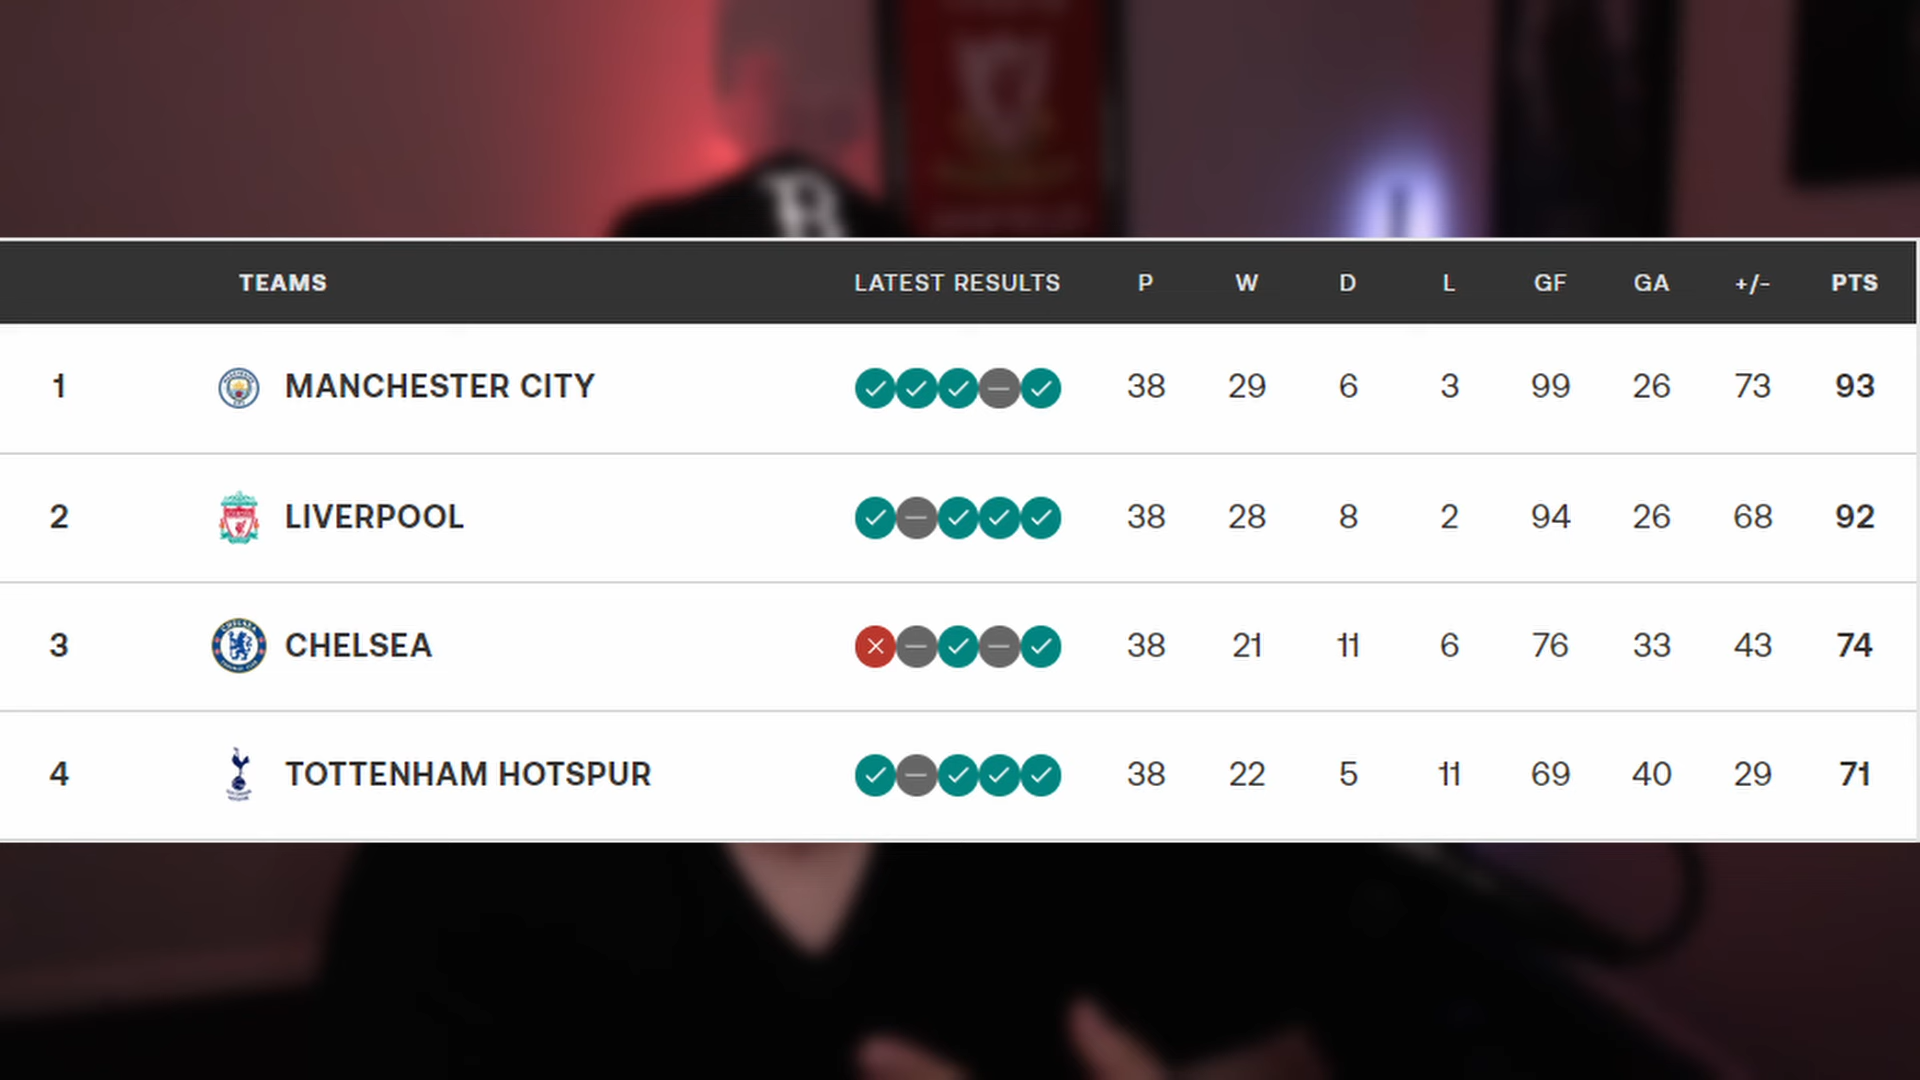 B
TEAMS LATEST RESULTS P W D L GF GA +/- PTS
1 MANCHESTER CITY 38 29 6 3 99 26 73 93
2 LIVERPOOL 38 28 8 2 94 26 68 92
3 CHELSEA 38 21 11 6 76 33 43 74
4 TOTTENHAM HOTSPUR 38 22 5 11 69 40 29 71